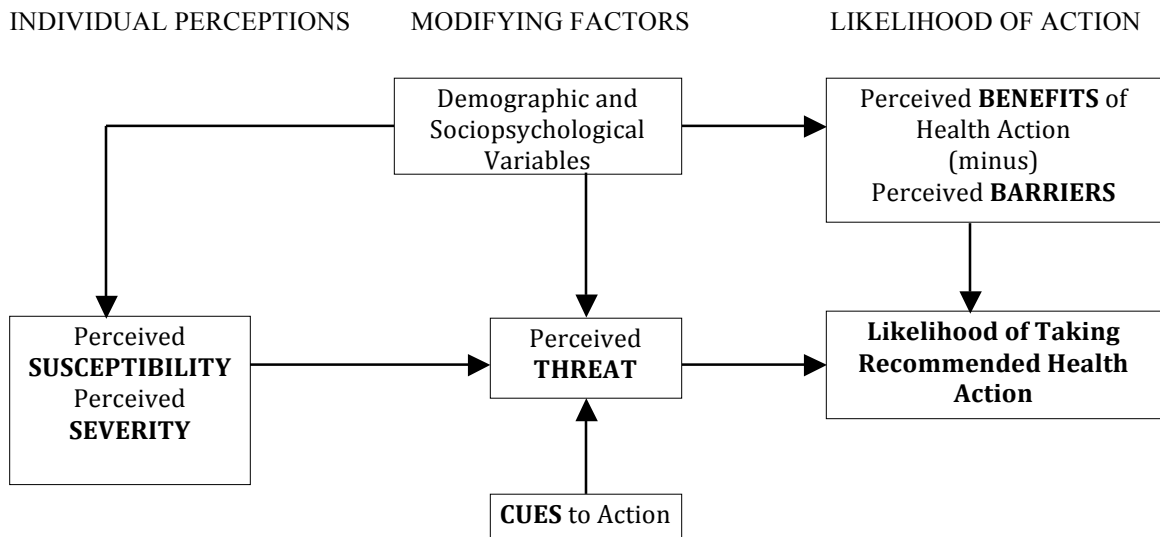 INDIVIDUAL PERCEPTIONS
MODIFYING FACTORS
LIKELIHOOD OF ACTION
Demographic and
Sociopsychological
Variables
Perceived BENEFITS of
Health Action
(minus)
Perceived BARRIERS
Perceived
SUSCEPTIBILITY
Perceived
SEVERITY
Perceived
THREAT
Likelihood of Taking
Recommended Health
Action
CUES to Action